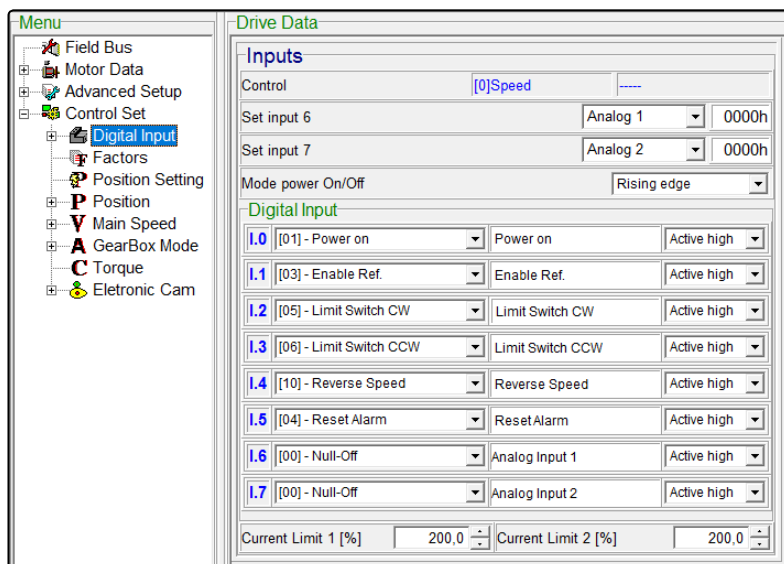 Menu
Field Bus
Motor Data
Advanced Setup
Control Set
Digital Input
Factors
Position Setting
P Position
V Main Speed
A GearBox Mode
C Torque
Eletronic Cam
Drive Data
Inputs
Control [0]Speed -----
Set input 6 Analog 1 0000h
Set input 7 Analog 2 0000h
Mode power On/Off Rising edge
Digital Input
I.0 [01] - Power on Power on Active high
I.1 [03] - Enable Ref. Enable Ref. Active high
I.2 [05] - Limit Switch CW Limit Switch CW Active high
I.3 [06] - Limit Switch CCW Limit Switch CCW Active high
I.4 [10] - Reverse Speed Reverse Speed Active high
I.5 [04] - Reset Alarm Reset Alarm Active high
I.6 [00] - Null-Off Analog Input 1 Active high
I.7 [00] - Null-Off Analog Input 2 Active high
Current Limit 1 [%] 200,0 Current Limit 2 [%] 200,0